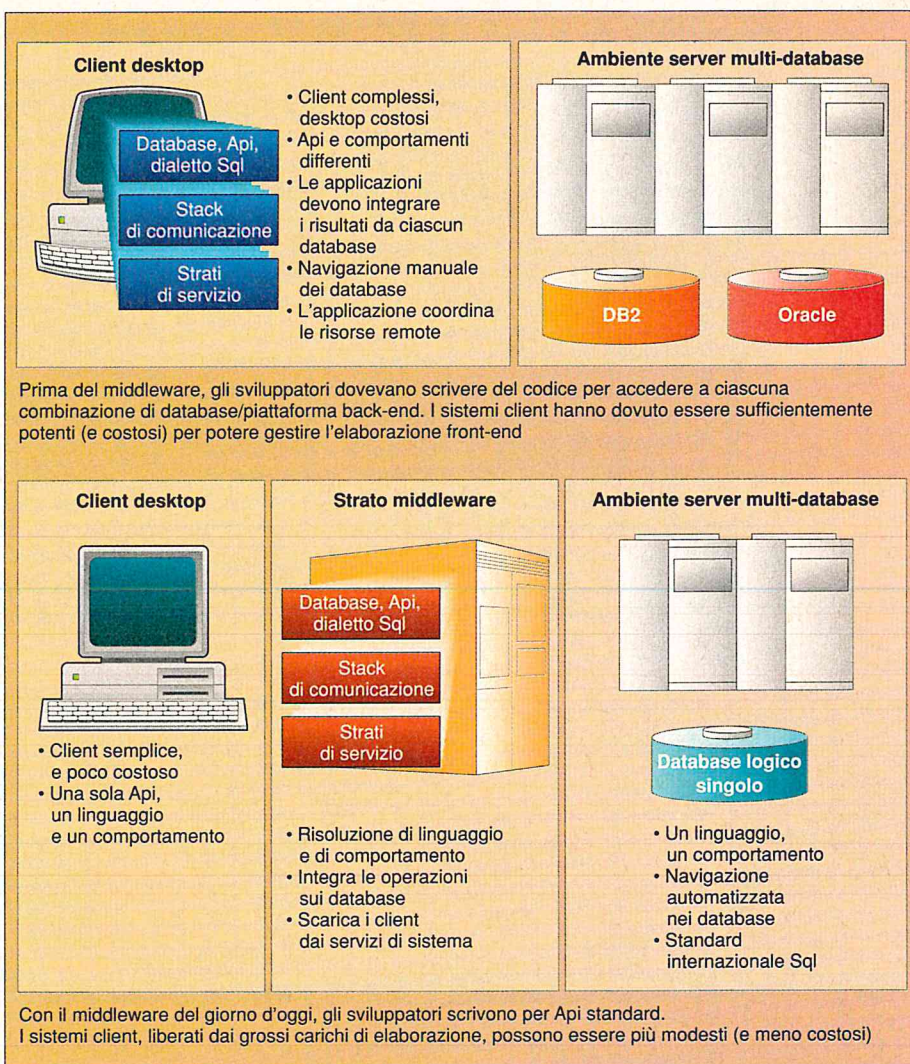 Client desktop
Database, Api,
dialetto Sql
Stack
di comunicazione
Strati
di servizio
• Client complessi,
desktop costosi
• Api e comportamenti
differenti
• Le applicazioni
devono integrare
i risultati da ciascun
database
• Navigazione manuale
dei database
• L'applicazione coordina
le risorse remote
Ambiente server multi-database
DB2
Oracle
Prima del middleware, gli sviluppatori dovevano scrivere del codice per accedere a ciascuna
combinazione di database/piattaforma back-end. I sistemi client hanno dovuto essere sufficientemente
potenti (e costosi) per potere gestire l'elaborazione front-end
Client desktop
• Client semplice,
e poco costoso
• Una sola Api,
un linguaggio
e un comportamento
Strato middleware
Database, Api,
dialetto Sql
Stack
di comunicazione
Strati
di servizio
• Risoluzione di linguaggio
e di comportamento
• Integra le operazioni
sui database
• Scarica i client
dai servizi di sistema
Ambiente server multi-database
Database logico
singolo
• Un linguaggio,
un comportamento
• Navigazione
automatizzata
nei database
• Standard
internazionale Sql
Con il middleware del giorno d'oggi, gli sviluppatori scrivono per Api standard.
I sistemi client, liberati dai grossi carichi di elaborazione, possono essere più modesti (e meno costosi)